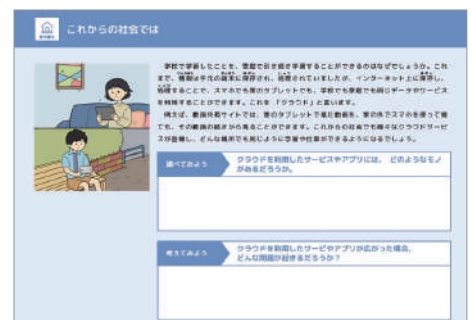 これからの社会では
学校で学習したことを、家庭で引き続き学習することができるのはなぜでしょうか。これ
まで、情報は手元の端末に保存され、処理されていましたが、インターネット上に保存し、
処理することで、スマホでも家のタブレットでも、学校でも家庭でも同じデータやサービス
を利用することができます。これを「クラウド」と言います。
例えば、動画共有サイトでは、家のタブレットで見た動画を、家の外でスマホを使って見
ても、その動画の続きから見ることができます。これからの社会でも様々なクラウドサービ
スが登場し、どんな場所でも同じように学習や仕事ができるようになるでしょう。
調べてみよう
クラウドを利用したサービスやアプリには、どのようなモノ
があるだろうか。
考えてみよう
クラウドを利用したサービやアプリが広がった場合、
どんな問題が起きるだろうか？